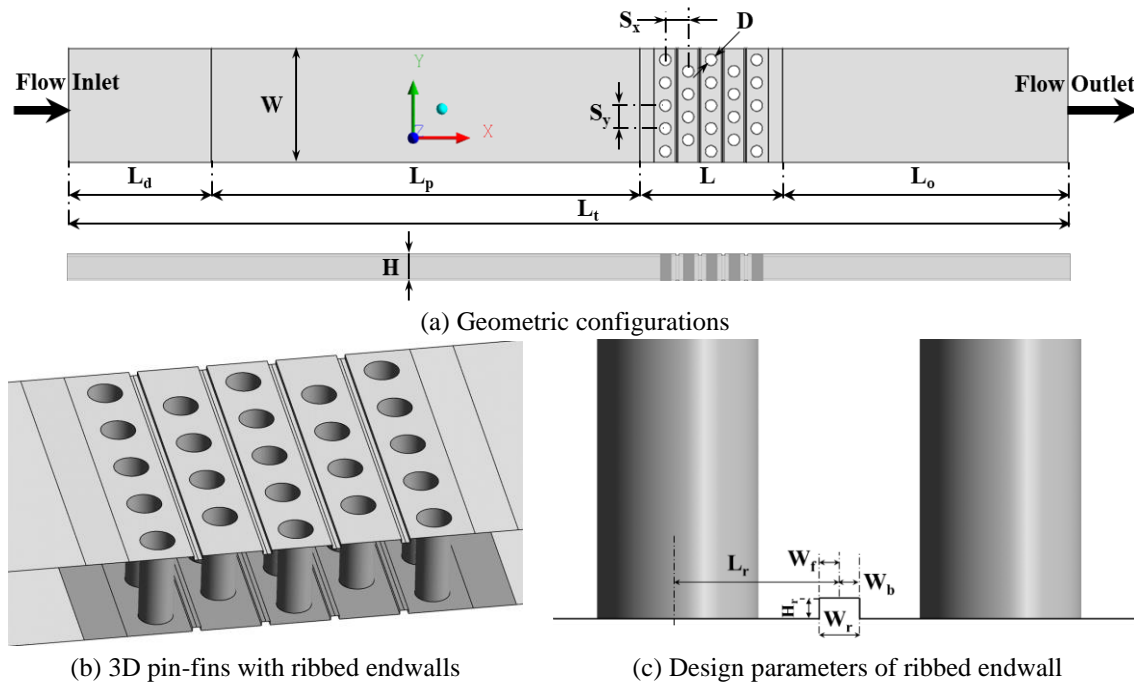 Sx
D
Y
Flow Inlet
W
Sy
Z
X
Flow Outlet
Ld
Lp
L
Lo
Lt
H
(a) Geometric configurations
Lr
Wf
Wb
Hr
Wr
(b) 3D pin-fins with ribbed endwalls
(c) Design parameters of ribbed endwall